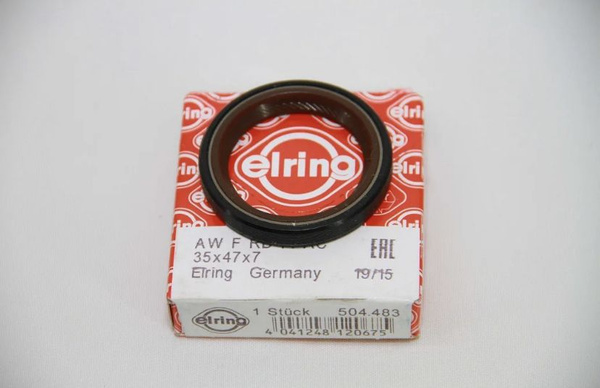 elring
AW F
35x47x7
Elring Germany 19/15
EAC
elring
1 Stück 504.483
4 041248 120675